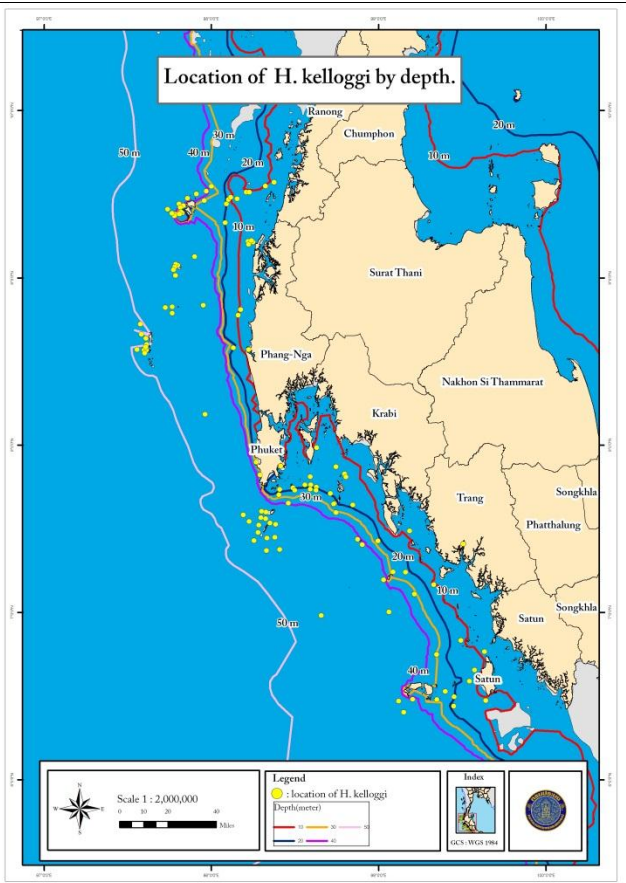 Location of H. kelloggi by depth.
Ranong
Chumphon
30 m
50 m
40 m
20 m
20 m
10 m
10 m
Surat Thani
Phang-Nga
Nakhon Si Thammarat
Krabi
Phuket
Songkhla
30 m
Trang
Phatthalung
20 m
10 m
Satun
Songkhla
50 m
40 m
Satun
N
W
E
S
Scale 1 : 2,000,000
0 10 20 40
Miles
Legend
: location of H. kelloggi
Depth(meter)
10 30 50
20 40
Index
GCS : WGS 1984